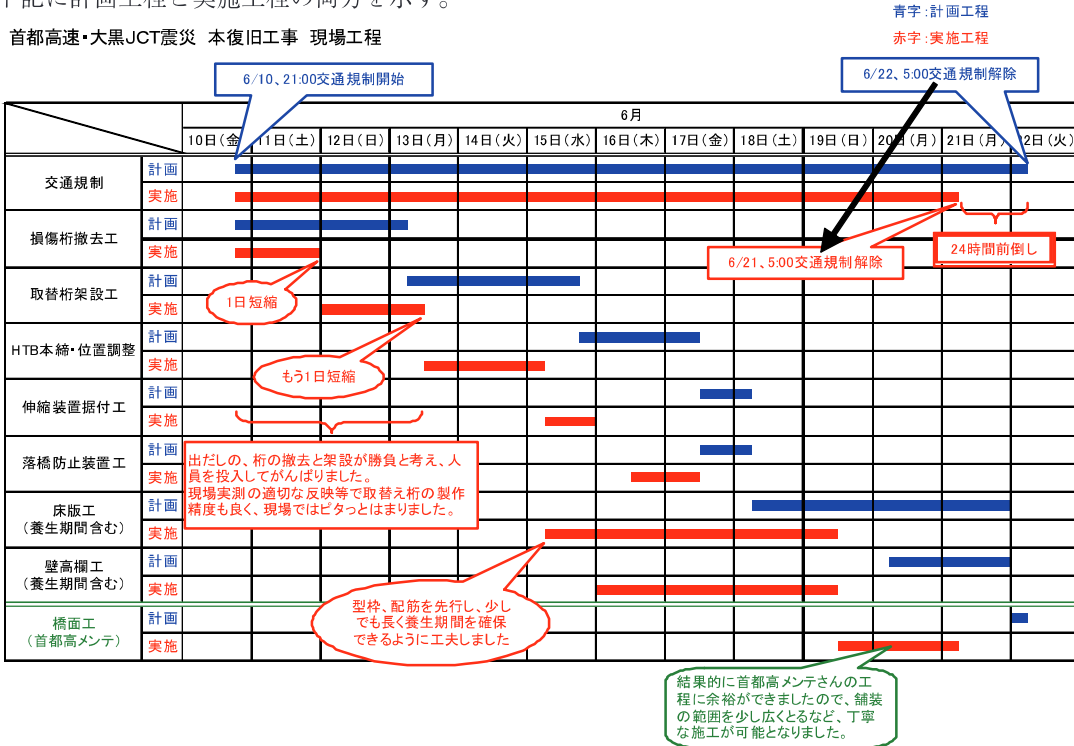 下記に計画工程と実施工程の両方を示す。
青字:計画工程
首都高速・大黒JCT震災 本復旧工事 現場工程
赤字:実施工程
6/10、21:00交通規制開始
6/22、5:00交通規制解除
6月
10日(金 11日(土) 12日(日) 13日(月) 14日(火) 15日(水) 16日(木) 17日(金) 18日(土) 19日(日) 20日(月) 21日(月) 22日(火)
交通規制
計画
実施
損傷桁撤去工
計画
実施
6/21、5:00交通規制解除
24時間前倒し
取替桁架設工
計画
実施
1日短縮
HTB本締・位置調整
計画
実施
もう1日短縮
伸縮装置据付工
計画
実施
落橋防止装置工
計画
実施
出だしの、桁の撤去と架設が勝負と考え、人
員を投入してがんばりました。
現場実測の適切な反映等で取替え桁の製作
精度も良く、現場ではピタっとはまりました。
床版工
(養生期間含む)
計画
実施
壁高欄工
(養生期間含む)
計画
実施
型枠、配筋を先行し、少し
でも長く養生期間を確保
できるように工夫しました
橋面工
(首都高メンテ)
計画
実施
結果的に首都高メンテさんの工
程に余裕ができましたので、舗装
の範囲を少し広くとるなど、丁寧
な施工が可能となりました。